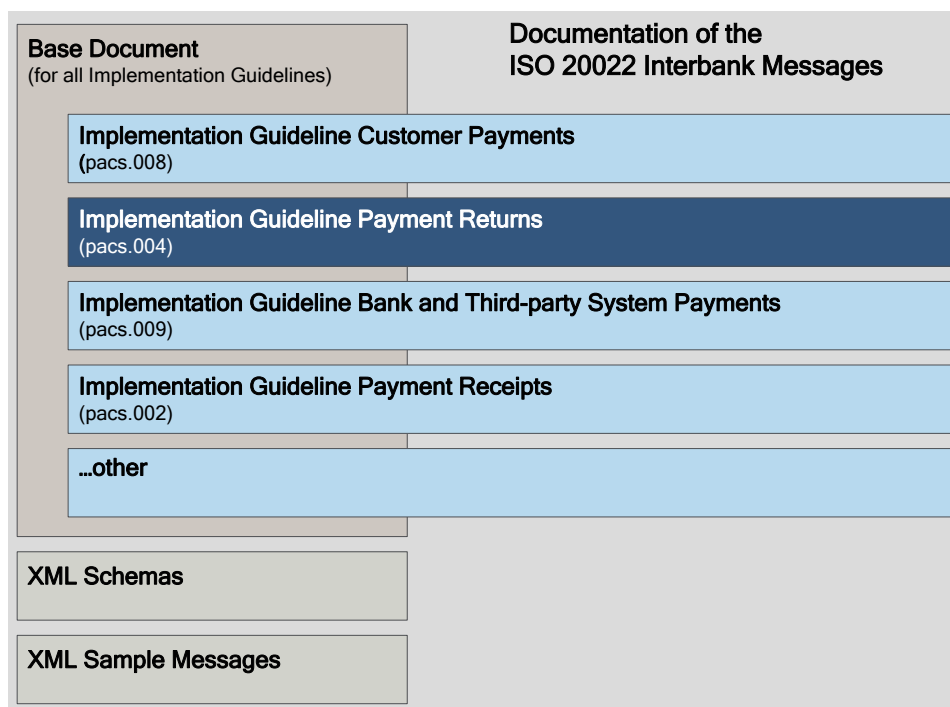 Base Document
(for all Implementation Guidelines)
Documentation of the
ISO 20022 Interbank Messages
Implementation Guideline Customer Payments
(pacs.008)
Implementation Guideline Payment Returns
(pacs.004)
Implementation Guideline Bank and Third-party System Payments
(pacs.009)
Implementation Guideline Payment Receipts
(pacs.002)
...other
XML Schemas
XML Sample Messages